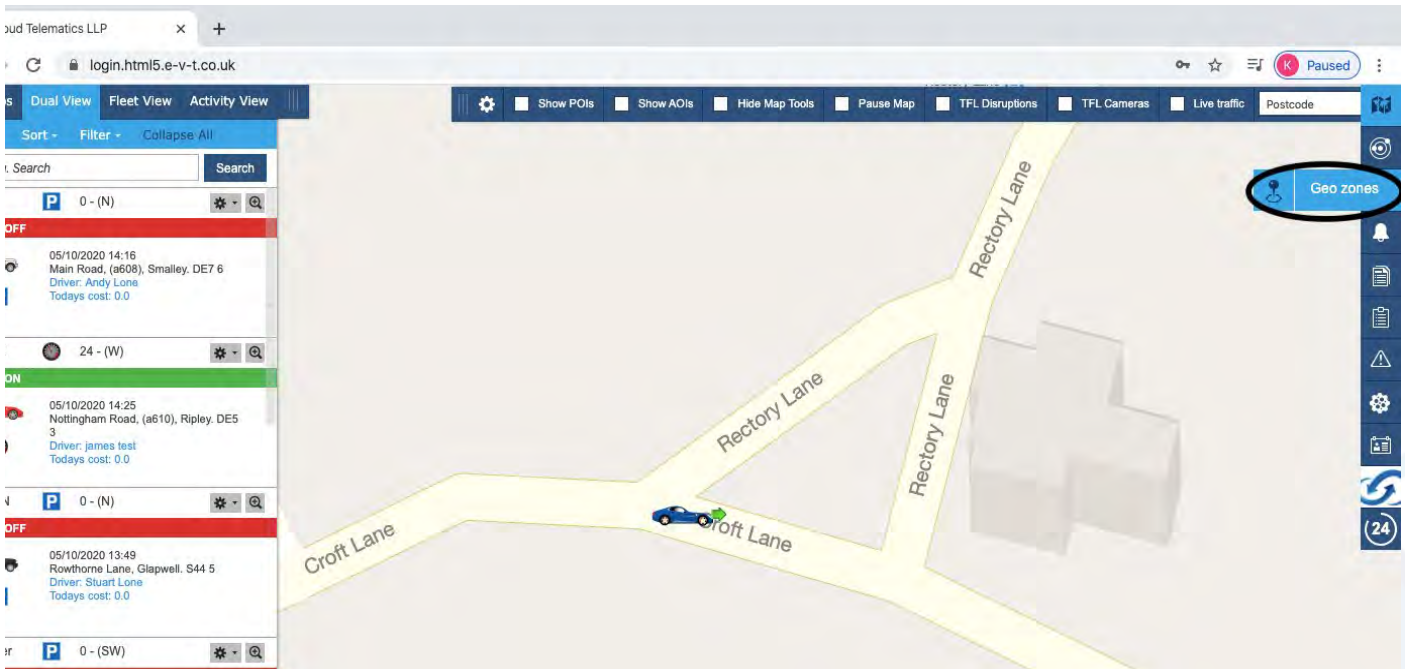 oud Telematics LLP
login.html5.e-v-t.co.uk
K Paused
Dual View Fleet View Activity View
Show POIs Show AOIs Hide Map Tools Pause Map TFL Disruptions TFL Cameras Live traffic Postcode
Sort Filter Collapse All
Search Search
P 0 - (N)
OFF
05/10/2020 14:16
Main Road, (a608), Smalley. DE7 6
Driver: Andy Lone
Todays cost: 0.0
24 - (W)
ON
05/10/2020 14:25
Nottingham Road, (a610), Ripley. DE5
3
Driver: james test
Todays cost: 0.0
P 0 - (N)
OFF
05/10/2020 13:49
Rowthorne Lane, Glapwell. S44 5
Driver: Stuart Lone
Todays cost: 0.0
er P 0 - (SW)
Rectory Lane
Rectory Lane
Rectory Lane
Croft Lane
Croft Lane
Geo zones
24